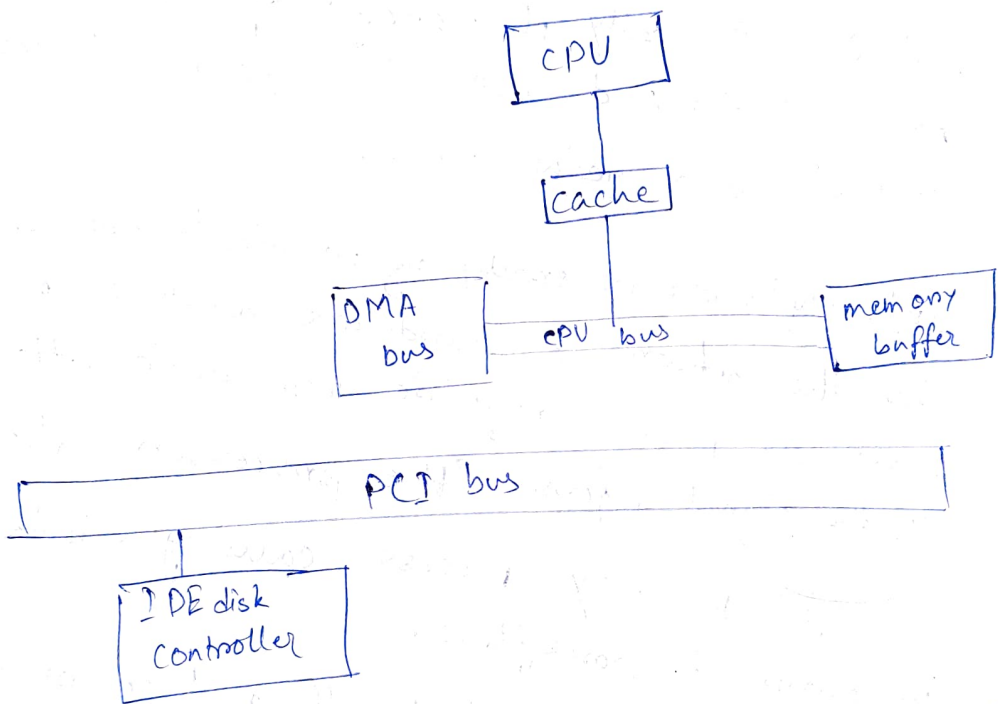 CPU
cache
DMA
bus
CPU bus
memory
buffer
PCI bus
IDE disk
controller